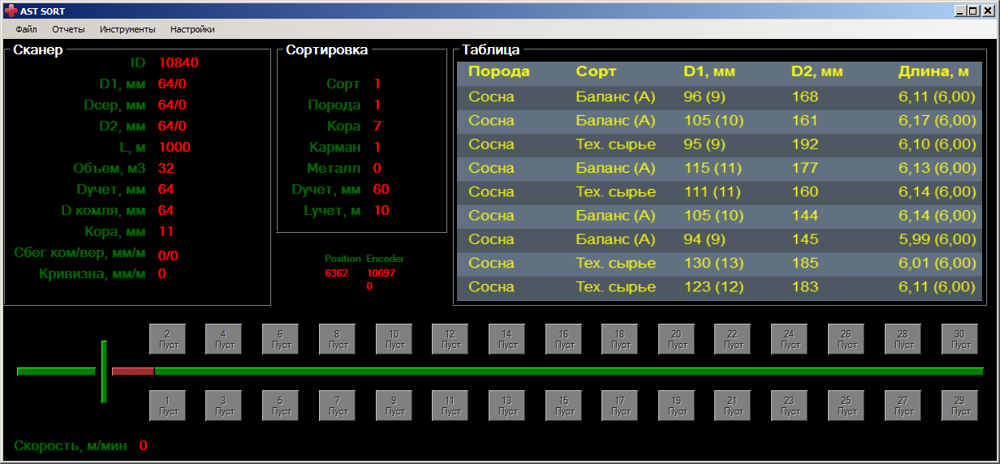 AST SORT
Файл Отчеты Инструменты Настройки
Сканер
ID 10840
D1, мм 64/0
Dсер, мм 64/0
D2, мм 64/0
L, м 1000
Объем, м3 32
Dучет, мм 64
D комля, мм 64
Кора, мм 11
Сбег ком/вер, мм/м 0/0
Кривизна, мм/м 0
Сортировка
Сорт 1
Порода 1
Кора 7
Карман 1
Металл 0
Dучет, мм 60
Lучет, м 10
Position Encoder
6362 10697
0
Таблица
Порода Сорт D1, мм D2, мм Длина, м
Сосна Баланс (А) 96 (9) 168 6,11 (6,00)
Сосна Баланс (А) 105 (10) 161 6,17 (6,00)
Сосна Тех. сырье 95 (9) 192 6,10 (6,00)
Сосна Баланс (А) 115 (11) 177 6,13 (6,00)
Сосна Тех. сырье 111 (11) 160 6,14 (6,00)
Сосна Баланс (А) 105 (10) 144 6,14 (6,00)
Сосна Баланс (А) 94 (9) 145 5,99 (6,00)
Сосна Тех. сырье 130 (13) 185 6,01 (6,00)
Сосна Тех. сырье 123 (12) 183 6,11 (6,00)
2 4 6 8 10 12 14 16 18 20 22 24 26 28 30
Пуст Пуст Пуст Пуст Пуст Пуст Пуст Пуст Пуст Пуст Пуст Пуст Пуст Пуст Пуст
1 3 5 7 9 11 13 15 17 19 21 23 25 27 29
Пуст Пуст Пуст Пуст Пуст Пуст Пуст Пуст Пуст Пуст Пуст Пуст Пуст Пуст Пуст
Скорость, м/мин 0